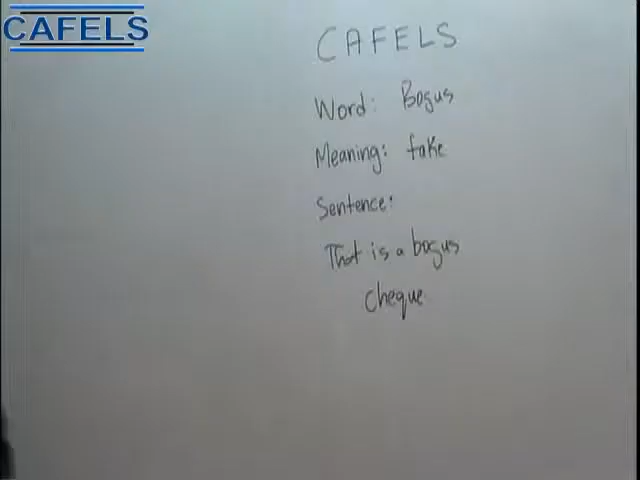 CAFELS
CAFELS
Word: Bogus
Meaning: fake
Sentence:
That is a bogus
cheque